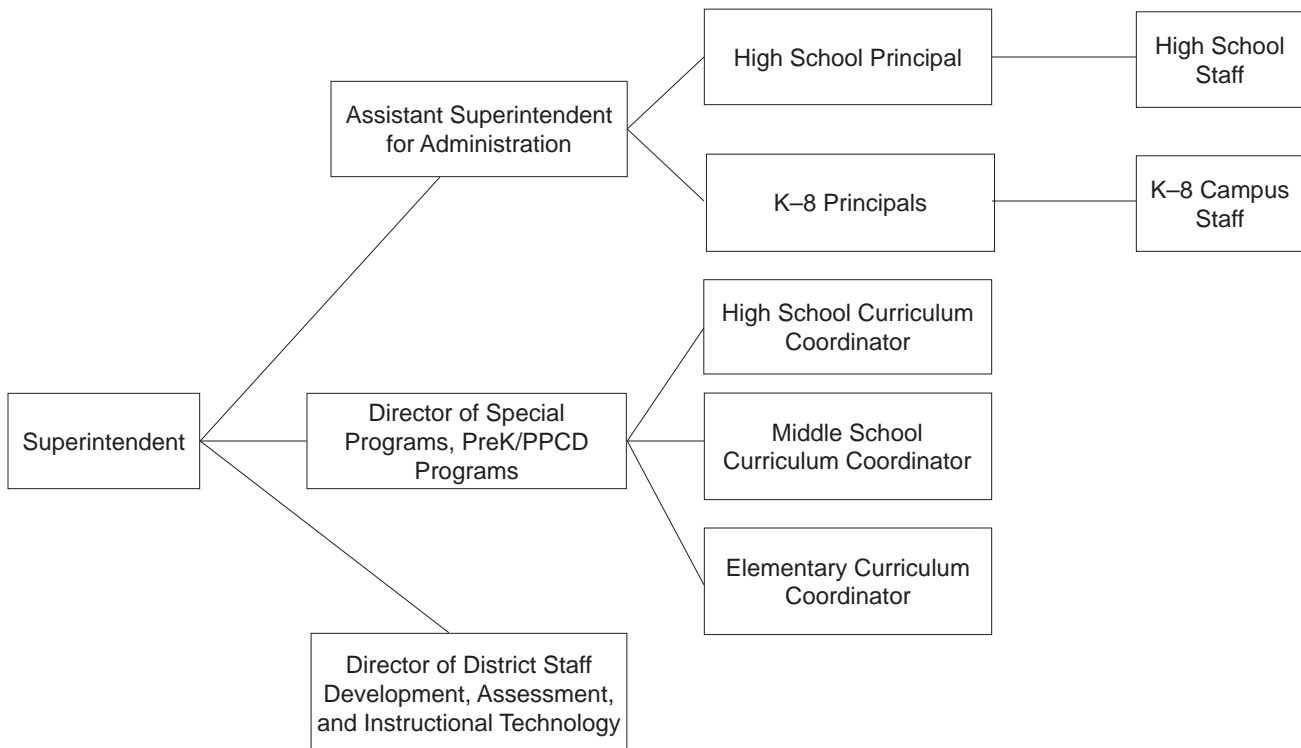 High School Principal
High School
Staff
Assistant Superintendent
for Administration
K–8 Principals
K–8 Campus
Staff
High School Curriculum
Coordinator
Superintendent
Director of Special
Programs, PreK/PPCD
Programs
Middle School
Curriculum Coordinator
Elementary Curriculum
Coordinator
Director of District Staff
Development, Assessment,
and Instructional Technology